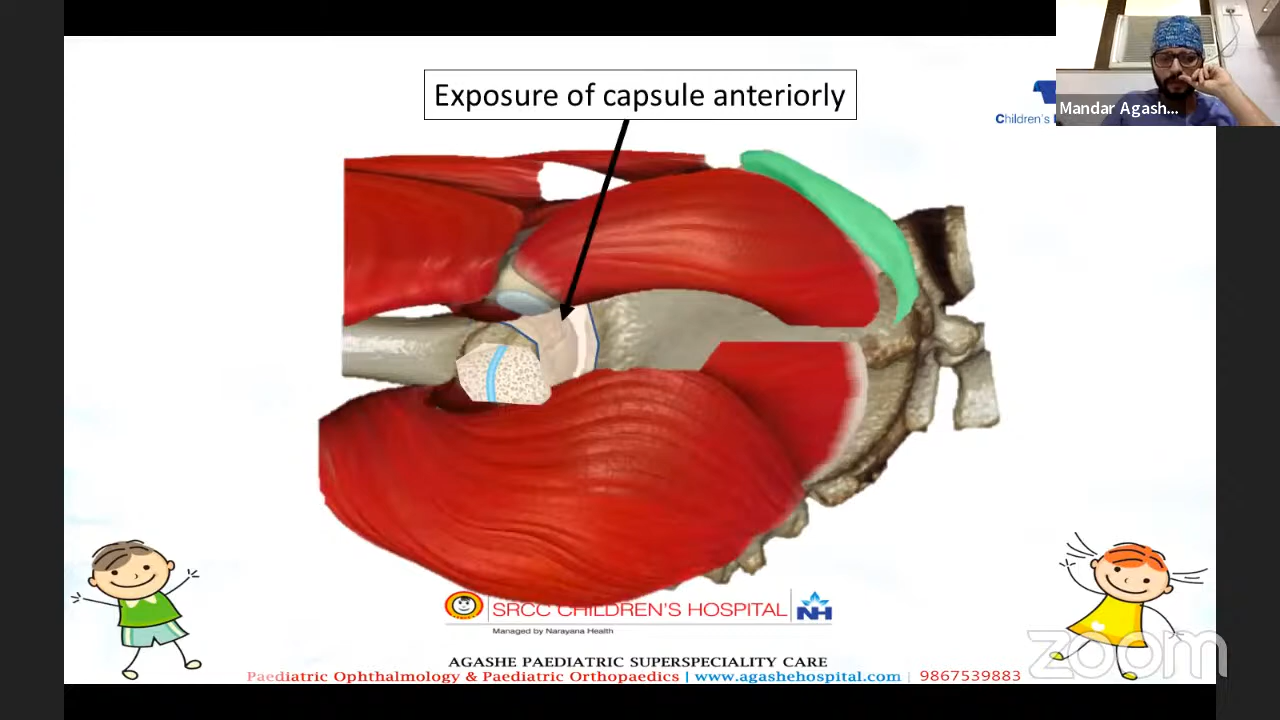 Exposure of capsule anteriorly
Children's
Mandar Agash...
SRCC CHILDREN'S HOSPITAL
NH
Managed by Narayana Health
AGASHE PAEDIATRIC SUPERSPECIALITY CARE
Paediatric Ophthalmology & Paediatric Orthopaedics | www.agashehospital.com | 9867539883
zoom